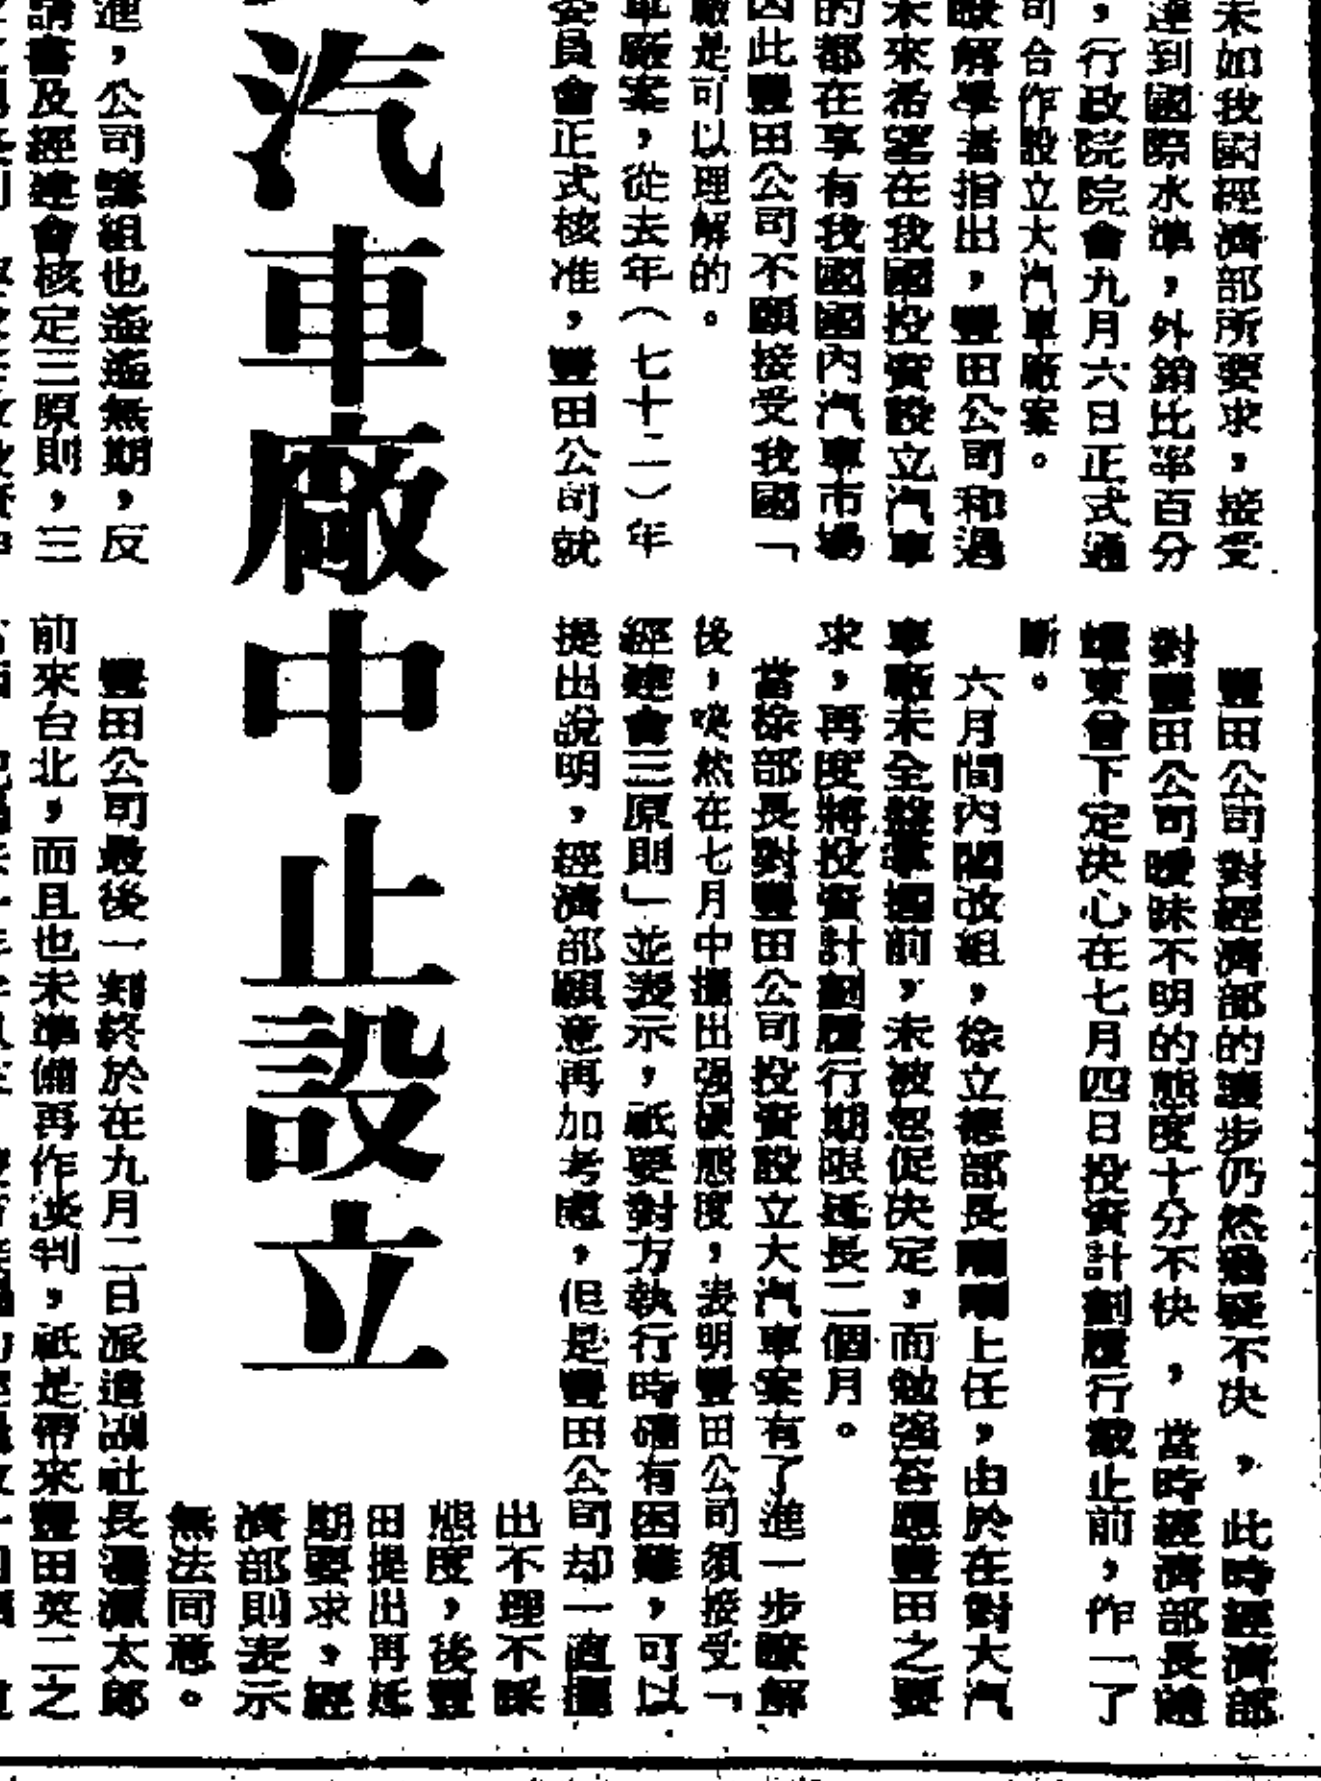 未如我國經濟部所要求，接受
達到國際水準，外銷比率百分
，行政院院會九月六日正式通
司合作設立大汽車廠案。
瞭解學者指出，豐田公司和過
未來希望在我國投資設立汽車
的都在享有我國國內汽車市場
因此豐田公司不願接受我國「
廠是可以理解的。
車廠案，從去年（七十二）年
委員會正式核准，豐田公司就
汽車廠中止設立
進，公司籌組也遙遙無期，反
請書及經建會核定三原則，三
豐田公司對經濟部的讓步仍然遲疑不決，此時經濟部
對豐田公司曖昧不明的態度十分不快，當時經濟部長趙
耀東曾下定決心在七月四日投資計劃履行截止前，作一了
斷。
六月間內閣改組，徐立德部長剛剛上任，由於在對大汽
車廠未全盤掌握前，未被迫促決定，而勉強答應豐田之要
求，再度將投資計劃履行期限延長二個月。
當徐部長對豐田公司投資設立大汽車案有了進一步瞭解
後，突然在七月中擺出强硬態度，表明豐田公司須接受「
經建會三原則」並表示，祇要對方執行時確有困難，可以
提出說明，經濟部願意再加考慮，但是豐田公司却一直擺
出不理不睬
態度，後豐
田提出再延
期要求，經
濟部則表示
無法同意。
豐田公司最後一刻終於在九月二日派遣副社長 太郎
前來台北，而且也未準備再作談判，祇是帶來豐田英二之